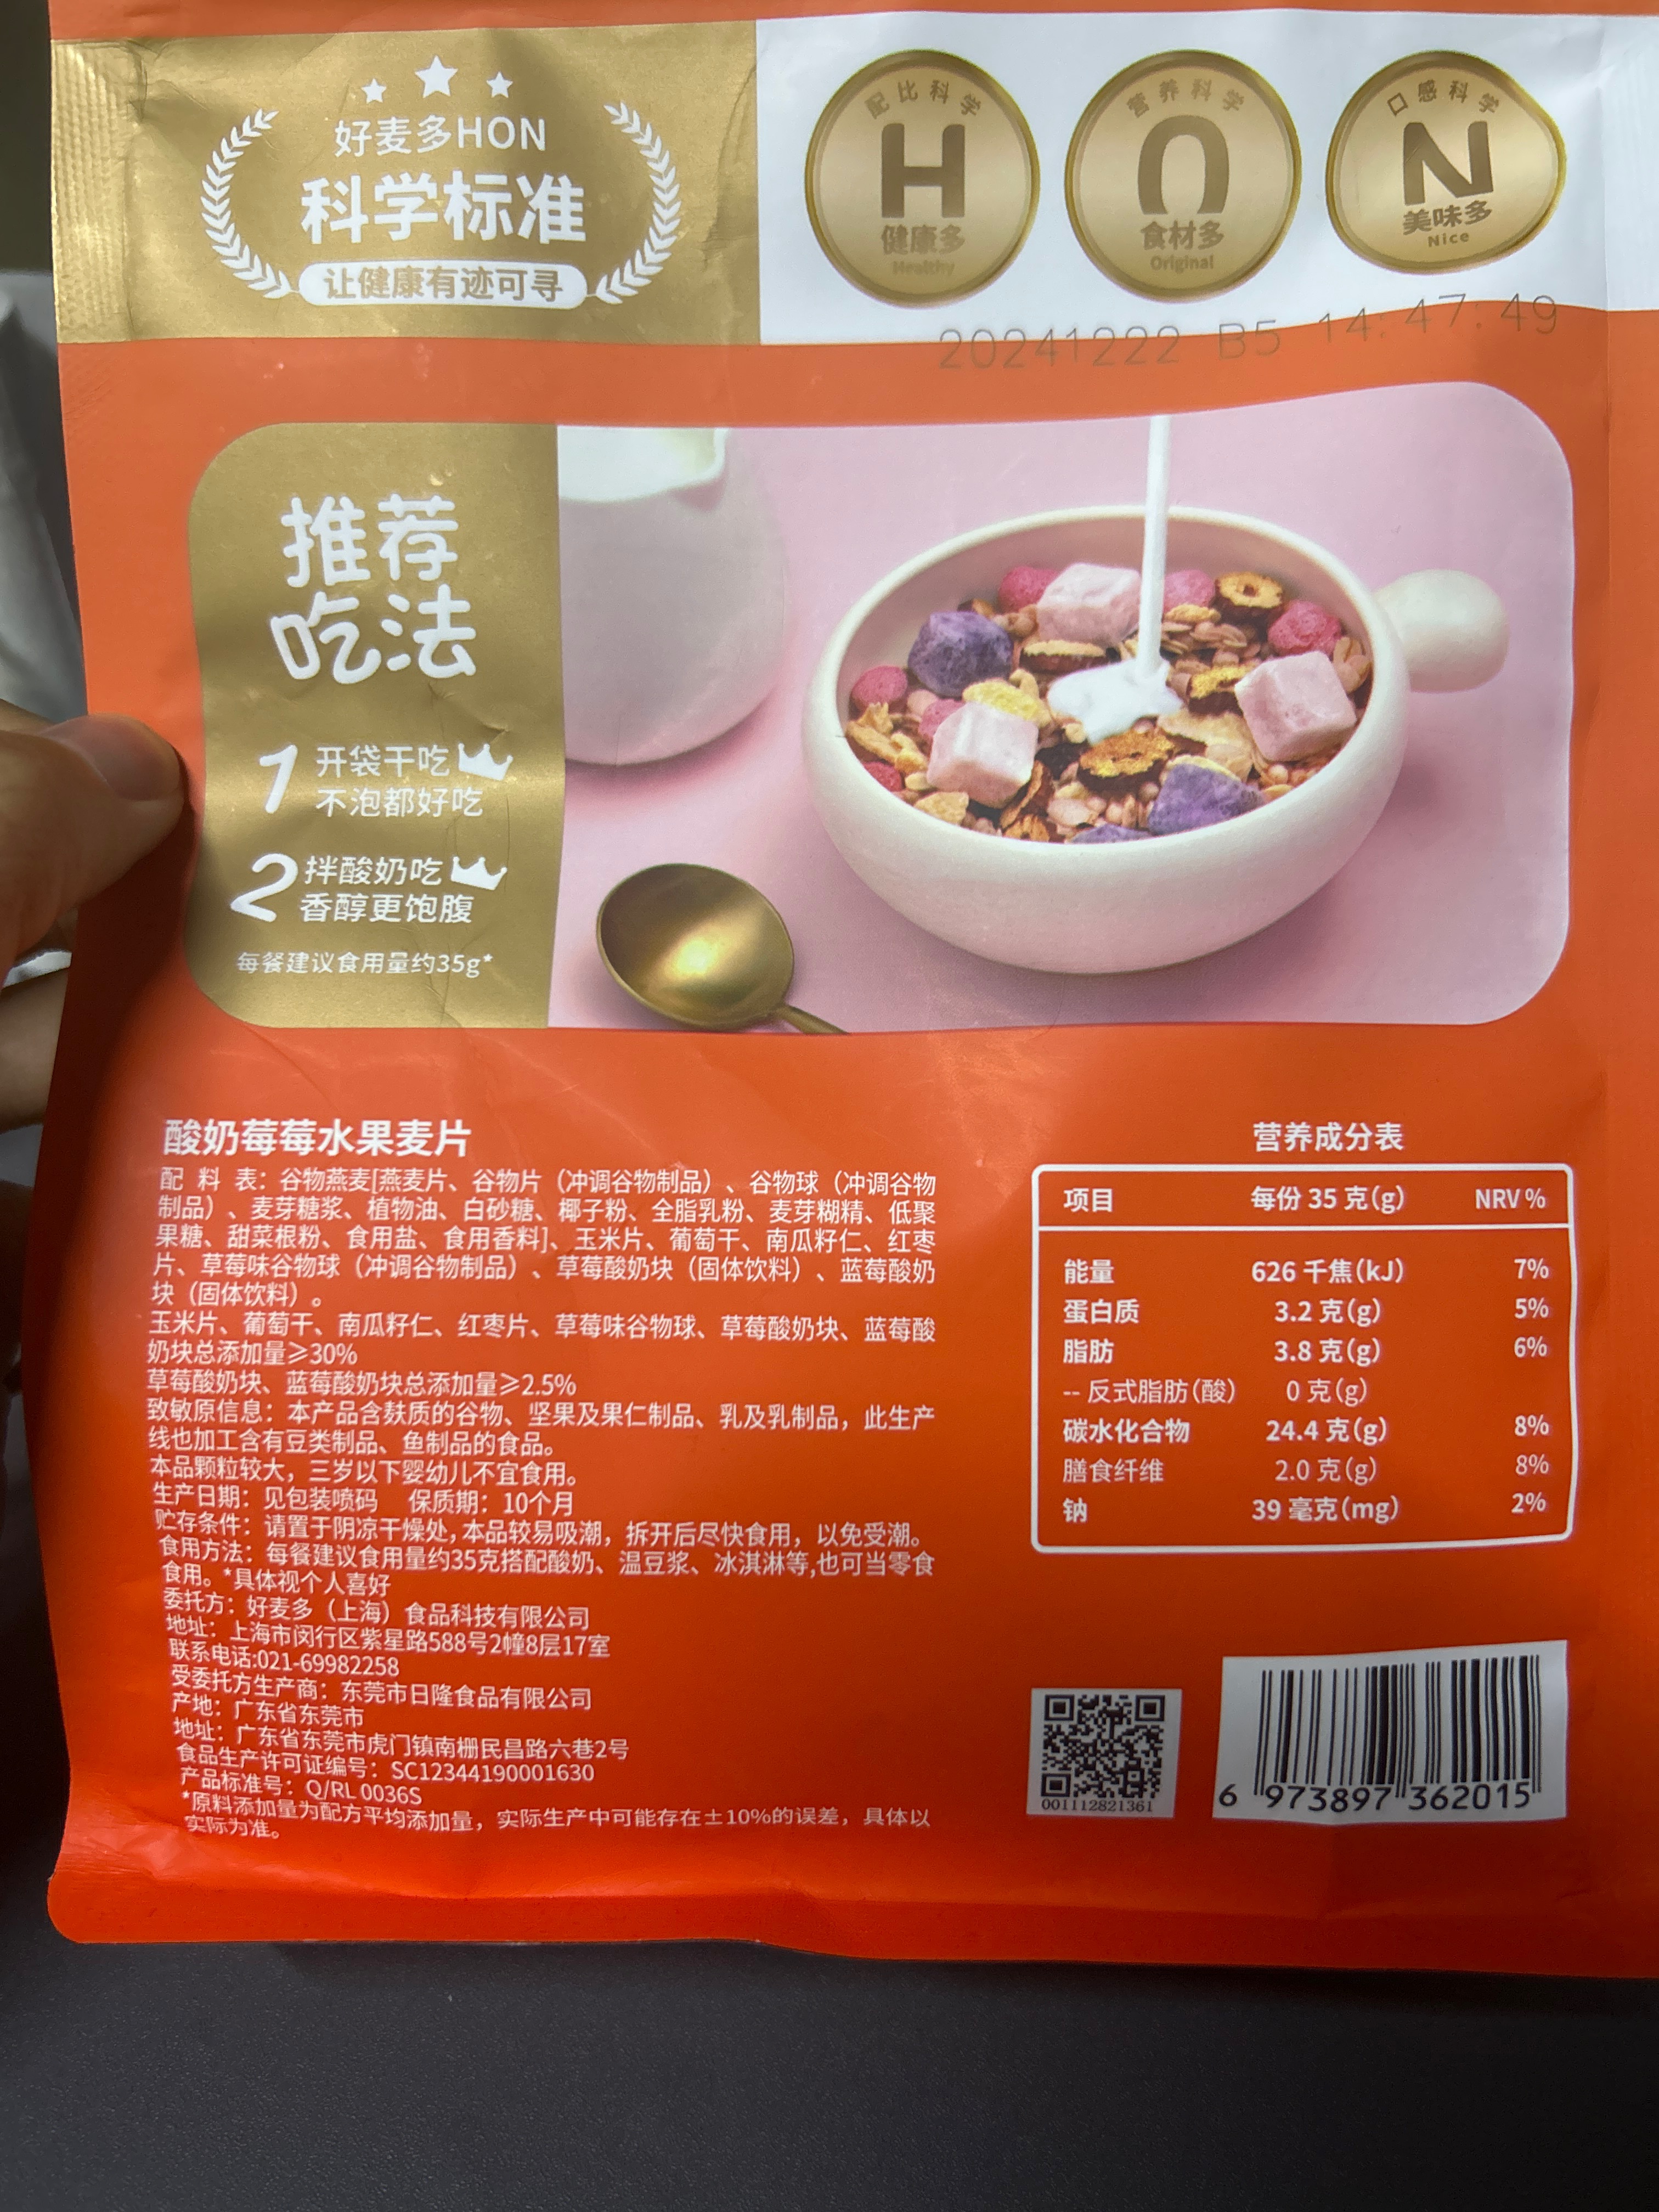 好麦多HON
科学标准
让健康有迹可寻
配比科学
H
健康多
Healthy
营养科学
O
食材多
Original
口感科学
N
美味多
Nice
20241222 B5 14:47:49
推荐
吃法
1 开袋干吃
不泡都好吃
2 拌酸奶吃
香醇更饱腹
每餐建议食用量约35g*
酸奶莓莓水果麦片
配 料 表：谷物燕麦[燕麦片、谷物片（冲调谷物制品）、谷物球（冲调谷物
制品）、麦芽糖浆、植物油、白砂糖、椰子粉、全脂乳粉、麦芽糊精、低聚
果糖、甜菜根粉、食用盐、食用香料]、玉米片、葡萄干、南瓜籽仁、红枣
片、草莓味谷物球（冲调谷物制品）、草莓酸奶块（固体饮料）、蓝莓酸奶
块（固体饮料）。
玉米片、葡萄干、南瓜籽仁、红枣片、草莓味谷物球、草莓酸奶块、蓝莓酸
奶块总添加量≥30%
草莓酸奶块、蓝莓酸奶块总添加量≥2.5%
致敏原信息：本产品含麸质的谷物、坚果及果仁制品、乳及乳制品，此生产
线也加工含有豆类制品、鱼制品的食品。
本品颗粒较大，三岁以下婴幼儿不宜食用。
生产日期：见包装喷码 保质期：10个月
贮存条件：请置于阴凉干燥处，本品较易吸潮，拆开后尽快食用，以免受潮。
食用方法：每餐建议食用量约35克搭配酸奶、温豆浆、冰淇淋等,也可当零食
食用。*具体视个人喜好
委托方：好麦多（上海）食品科技有限公司
地址：上海市闵行区紫星路588号2幢8层17室
联系电话:021-69982258
受委托方生产商：东莞市日隆食品有限公司
产地：广东省东莞市
地址：广东省东莞市虎门镇南栅民昌路六巷2号
食品生产许可证编号：SC12344190001630
产品标准号：Q/RL 0036S
*原料添加量为配方平均添加量，实际生产中可能存在±10%的误差，具体以
实际为准。
营养成分表
项目 每份 35 克(g) NRV %
能量 626 千焦(kJ) 7%
蛋白质 3.2 克(g) 5%
脂肪 3.8 克(g) 6%
-- 反式脂肪(酸) 0 克(g)
碳水化合物 24.4 克(g) 8%
膳食纤维 2.0 克(g) 8%
钠 39 毫克(mg) 2%
001112821361
6 973897 362015